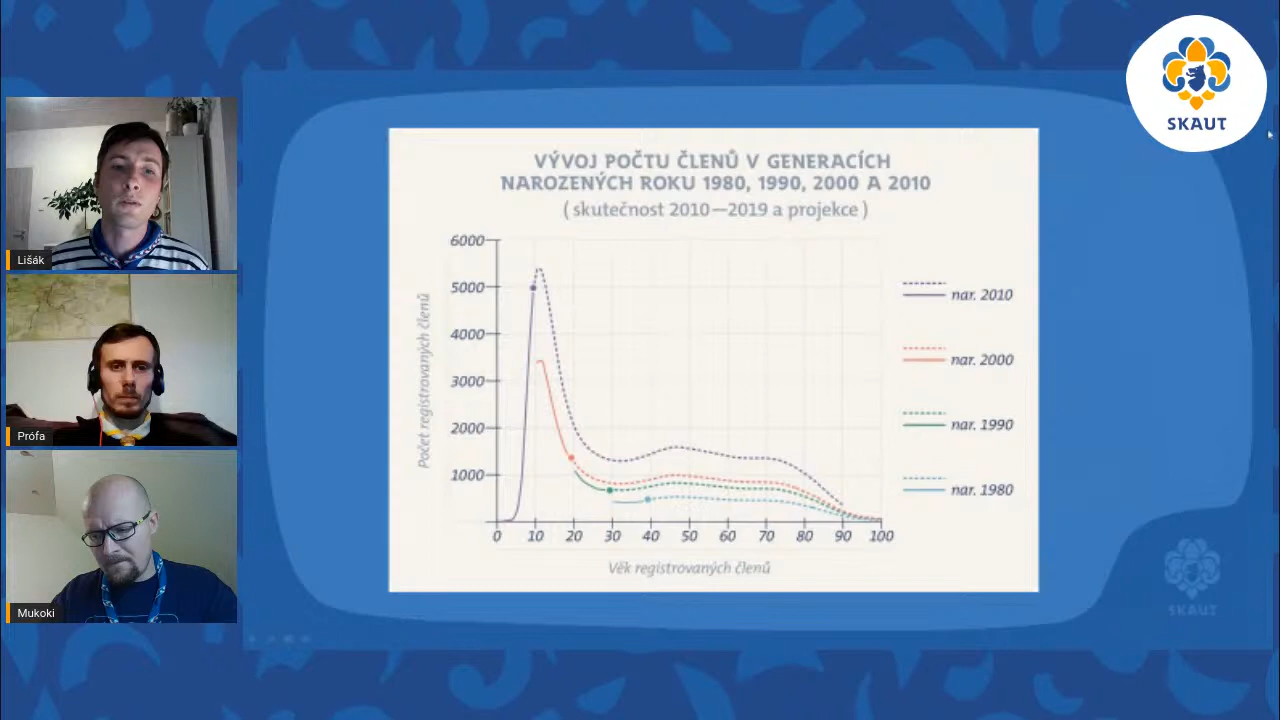 SKAUT
VÝVOJ POČTU ČLENŮ V GENERACÍCH
NAROZENÝCH ROKU 1980, 1990, 2000 A 2010
( skutečnost 2010—2019 a projekce )
Počet registrovaných členů
6000
5000
4000
3000
2000
1000
0 10 20 30 40 50 60 70 80 90 100
Věk registrovaných členů
nar. 2010
nar. 2000
nar. 1990
nar. 1980
Lišák
Prófa
Mukoki
SKAUT